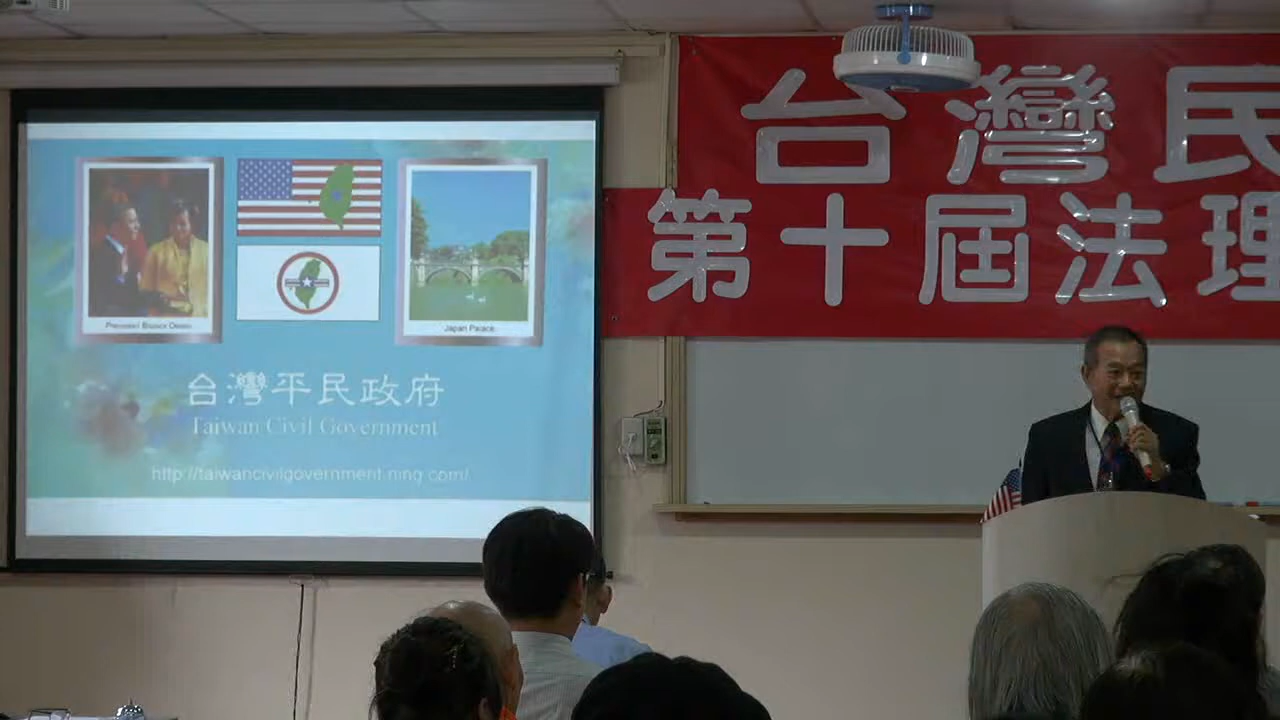 President Barack Obama
Japan Palace
台灣平民政府
Taiwan Civil Government
http://taiwancivilgovernment.ning.com/
台灣民
第十屆法理